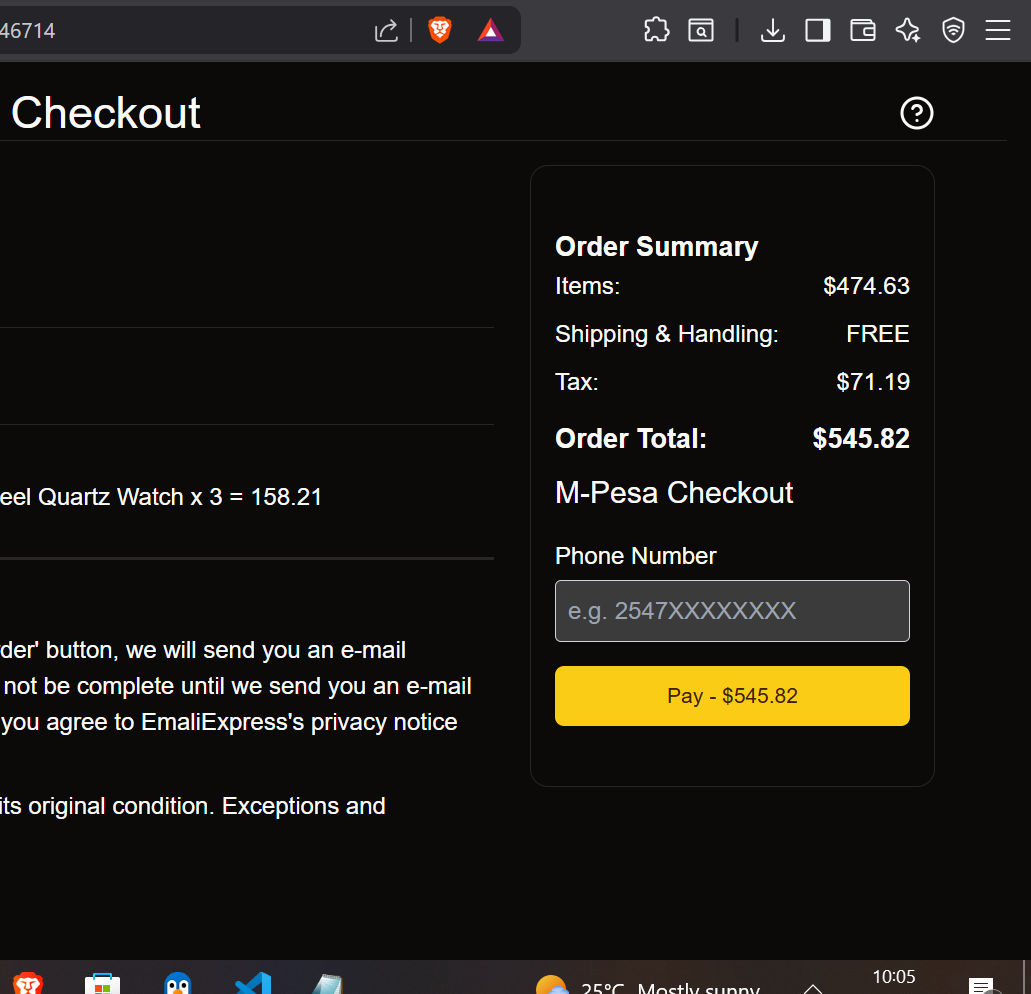 46714
Checkout
Order Summary
Items: $474.63
Shipping & Handling: FREE
Tax: $71.19
Order Total: $545.82
M-Pesa Checkout
Phone Number
e.g. 2547XXXXXXXX
Pay - $545.82
eel Quartz Watch x 3 = 158.21
der' button, we will send you an e-mail
not be complete until we send you an e-mail
you agree to EmaliExpress's privacy notice
its original condition. Exceptions and
25°C Mostly sunny
10:05